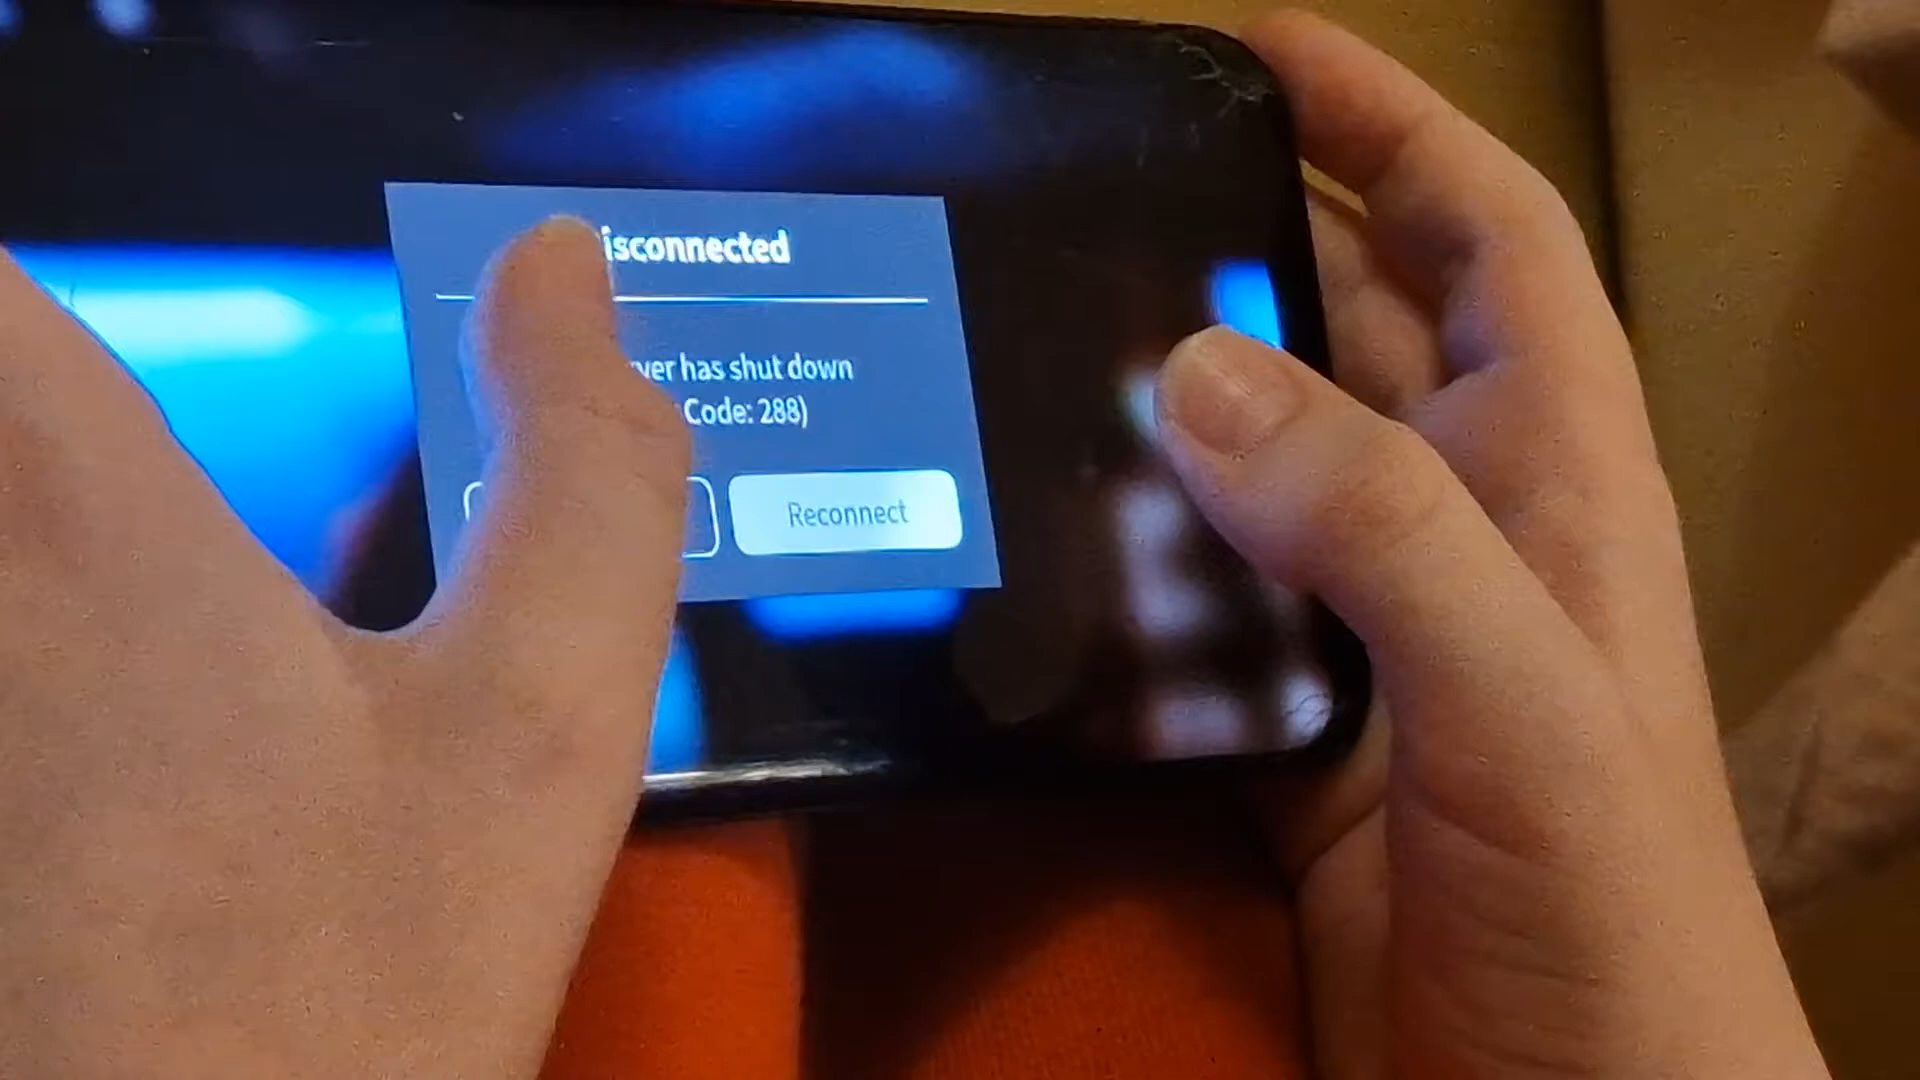 isconnected
ver has shut down
Code: 288)
Reconnect